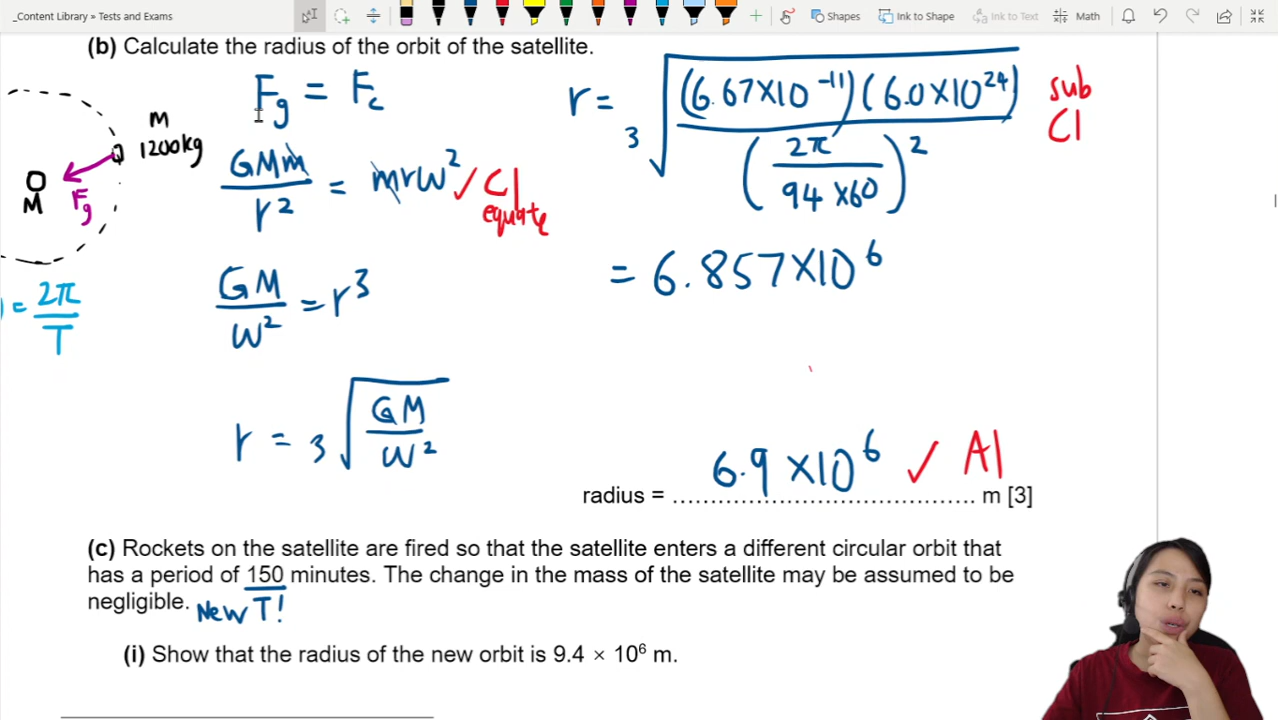 _Content Library » Tests and Exams
Shapes
Ink to Shape
Ink to Text
Math
(b) Calculate the radius of the orbit of the satellite.
Fg = Fc
M
1200kg
M
Fg
GMm/r² = mrω² ✓ C1
equate
= 2π/T
GM/ω² = r³
r = ³√(GM/ω²)
r = ³√((6.67×10⁻¹¹)(6.0×10²⁴)/(2π/94×60)²)
sub
C1
= 6.857×10⁶
6.9 ×10⁶ ✓ A1
radius = ........................................ m [3]
(c) Rockets on the satellite are fired so that the satellite enters a different circular orbit that
has a period of 150 minutes. The change in the mass of the satellite may be assumed to be
negligible. New T!
(i) Show that the radius of the new orbit is 9.4 × 10⁶ m.